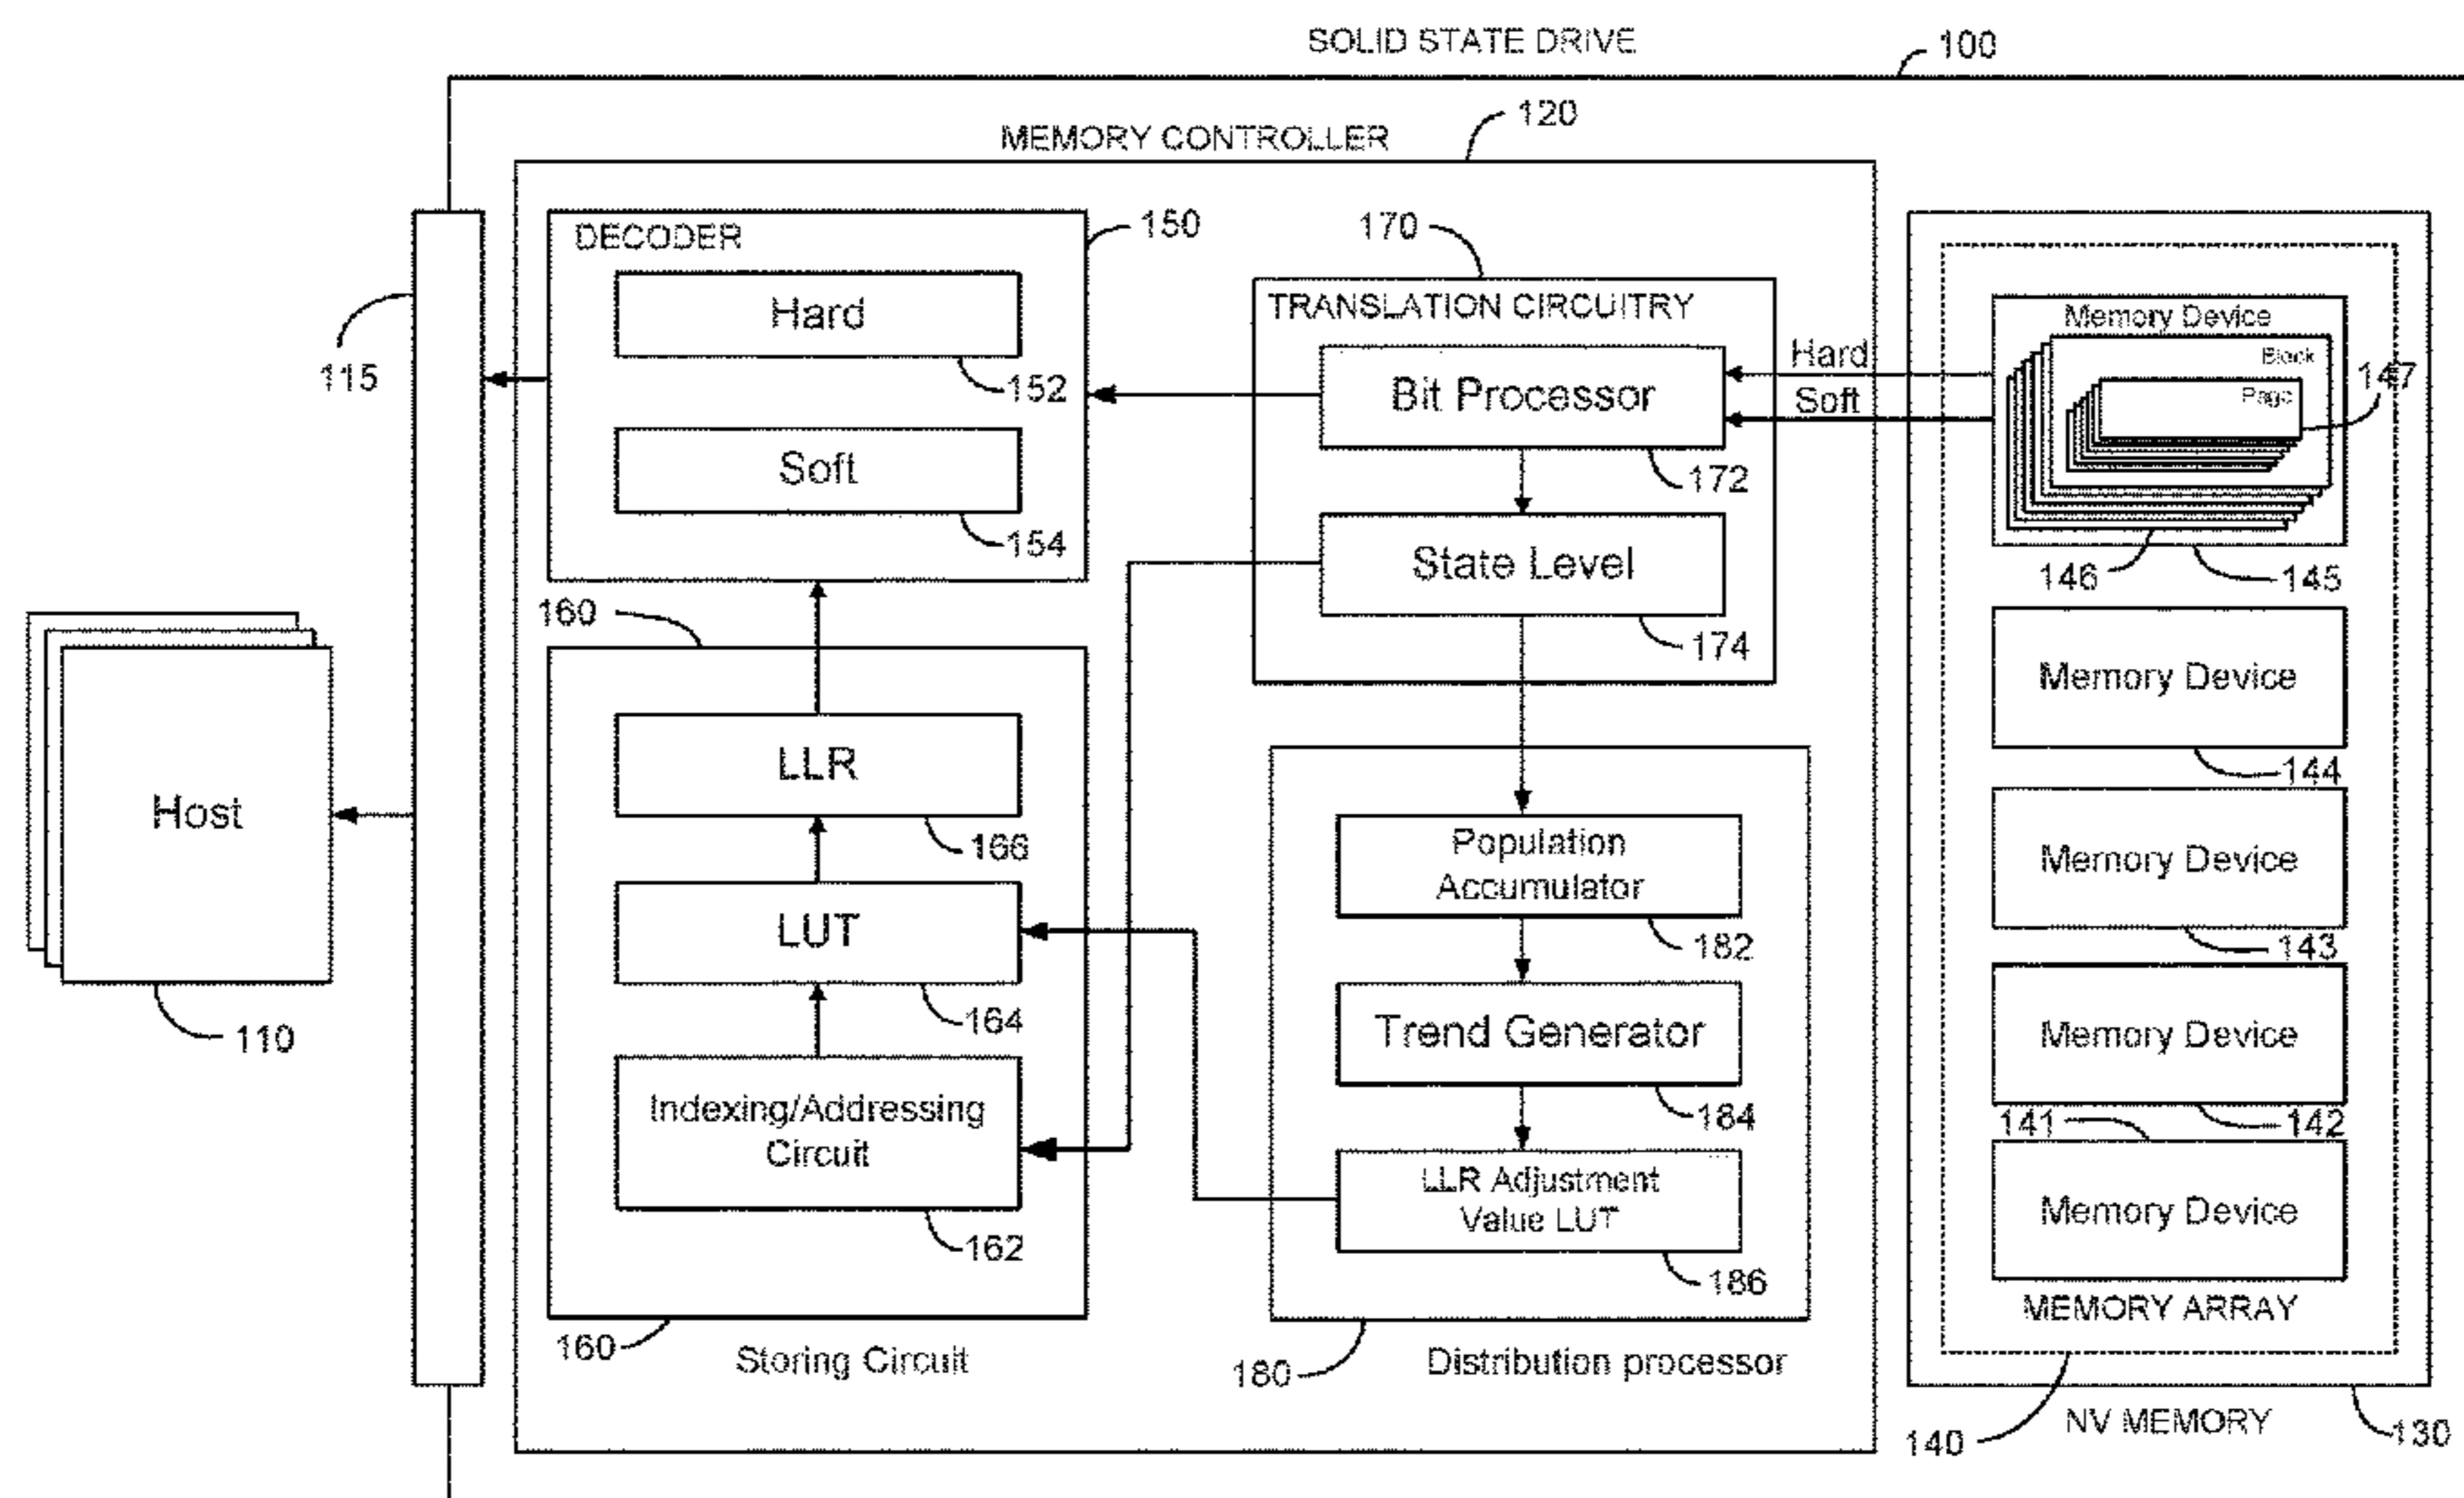 SOLID STATE DRIVE
100
MEMORY CONTROLLER
120
DECODER
150
Hard
152
Soft
154
115
170
TRANSLATION CIRCUITRY
Bit Processor
172
State Level
174
Hard
Soft
Memory Device
Block
Page
147
146
145
Memory Device
144
Memory Device
143
Memory Device
142
141
Memory Device
MEMORY ARRAY
140
NV MEMORY
130
Host
110
160
LLR
166
LUT
164
Indexing/Addressing
Circuit
162
160
Storing Circuit
Population
Accumulator
182
Trend Generator
184
LLR Adjustment
Value LUT
186
180
Distribution processor